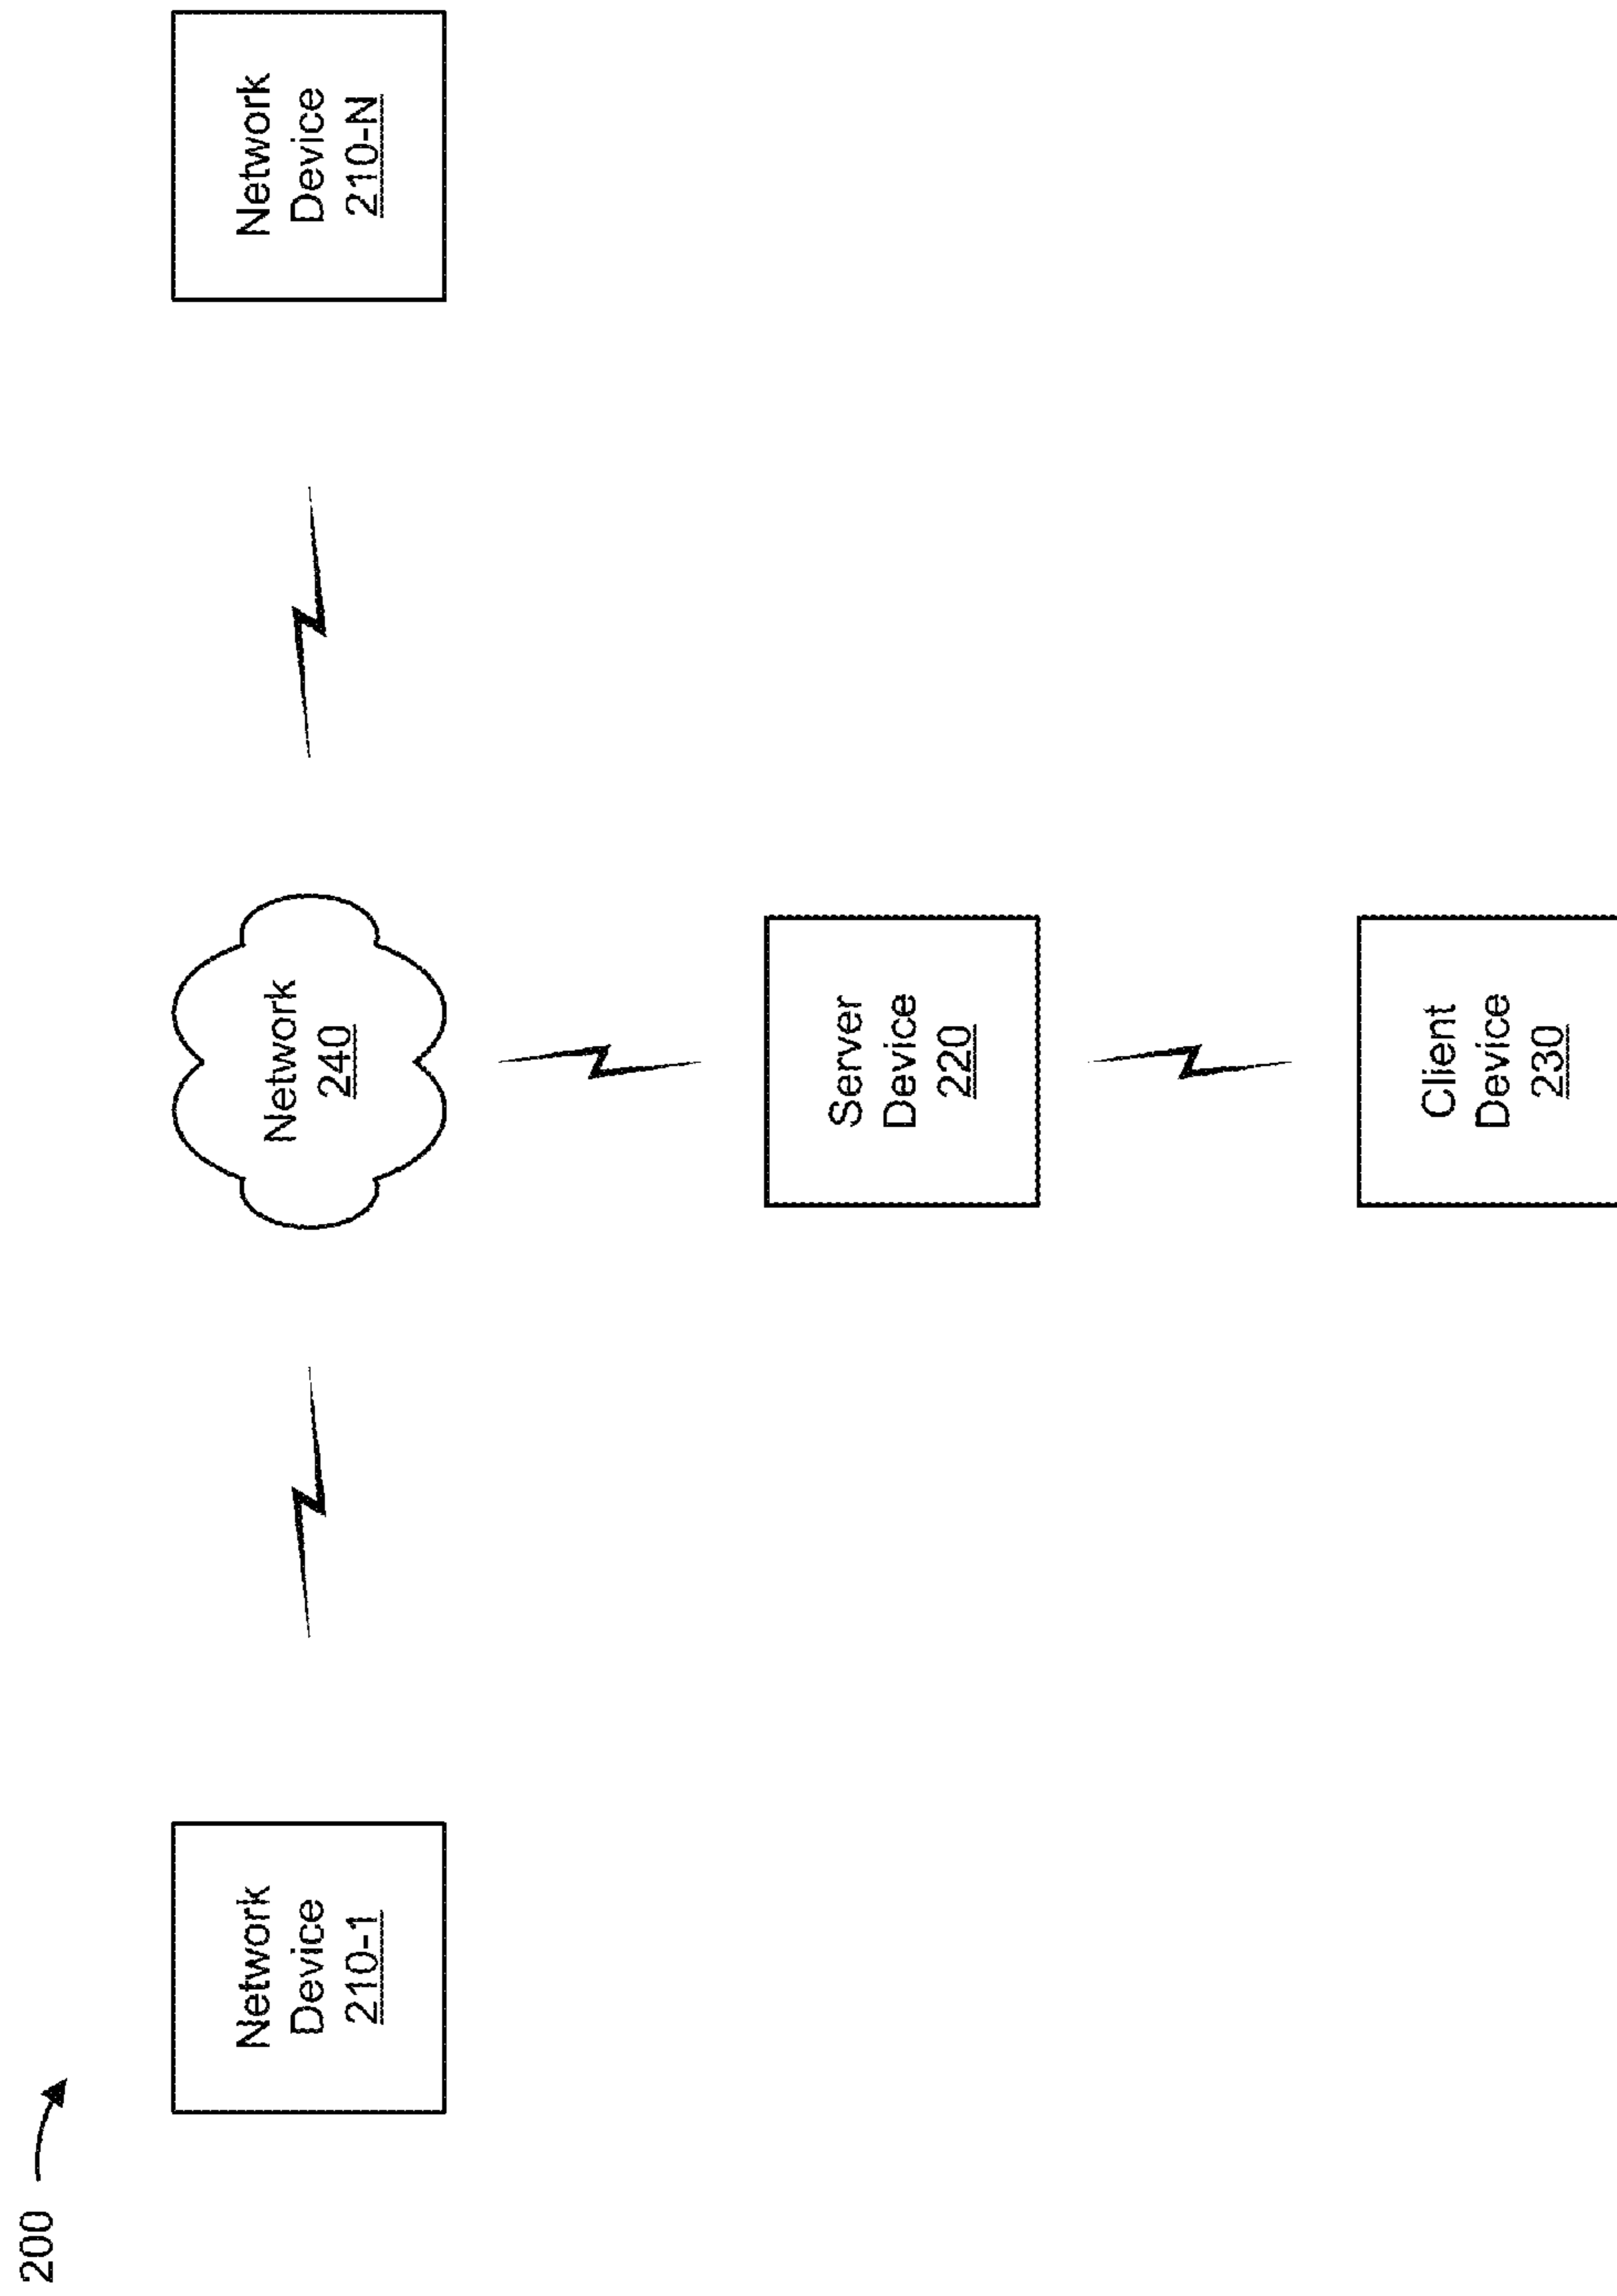 200
Network
Device
210-1
Network
240
Network
Device
210-N
Server
Device
220
Client
Device
230